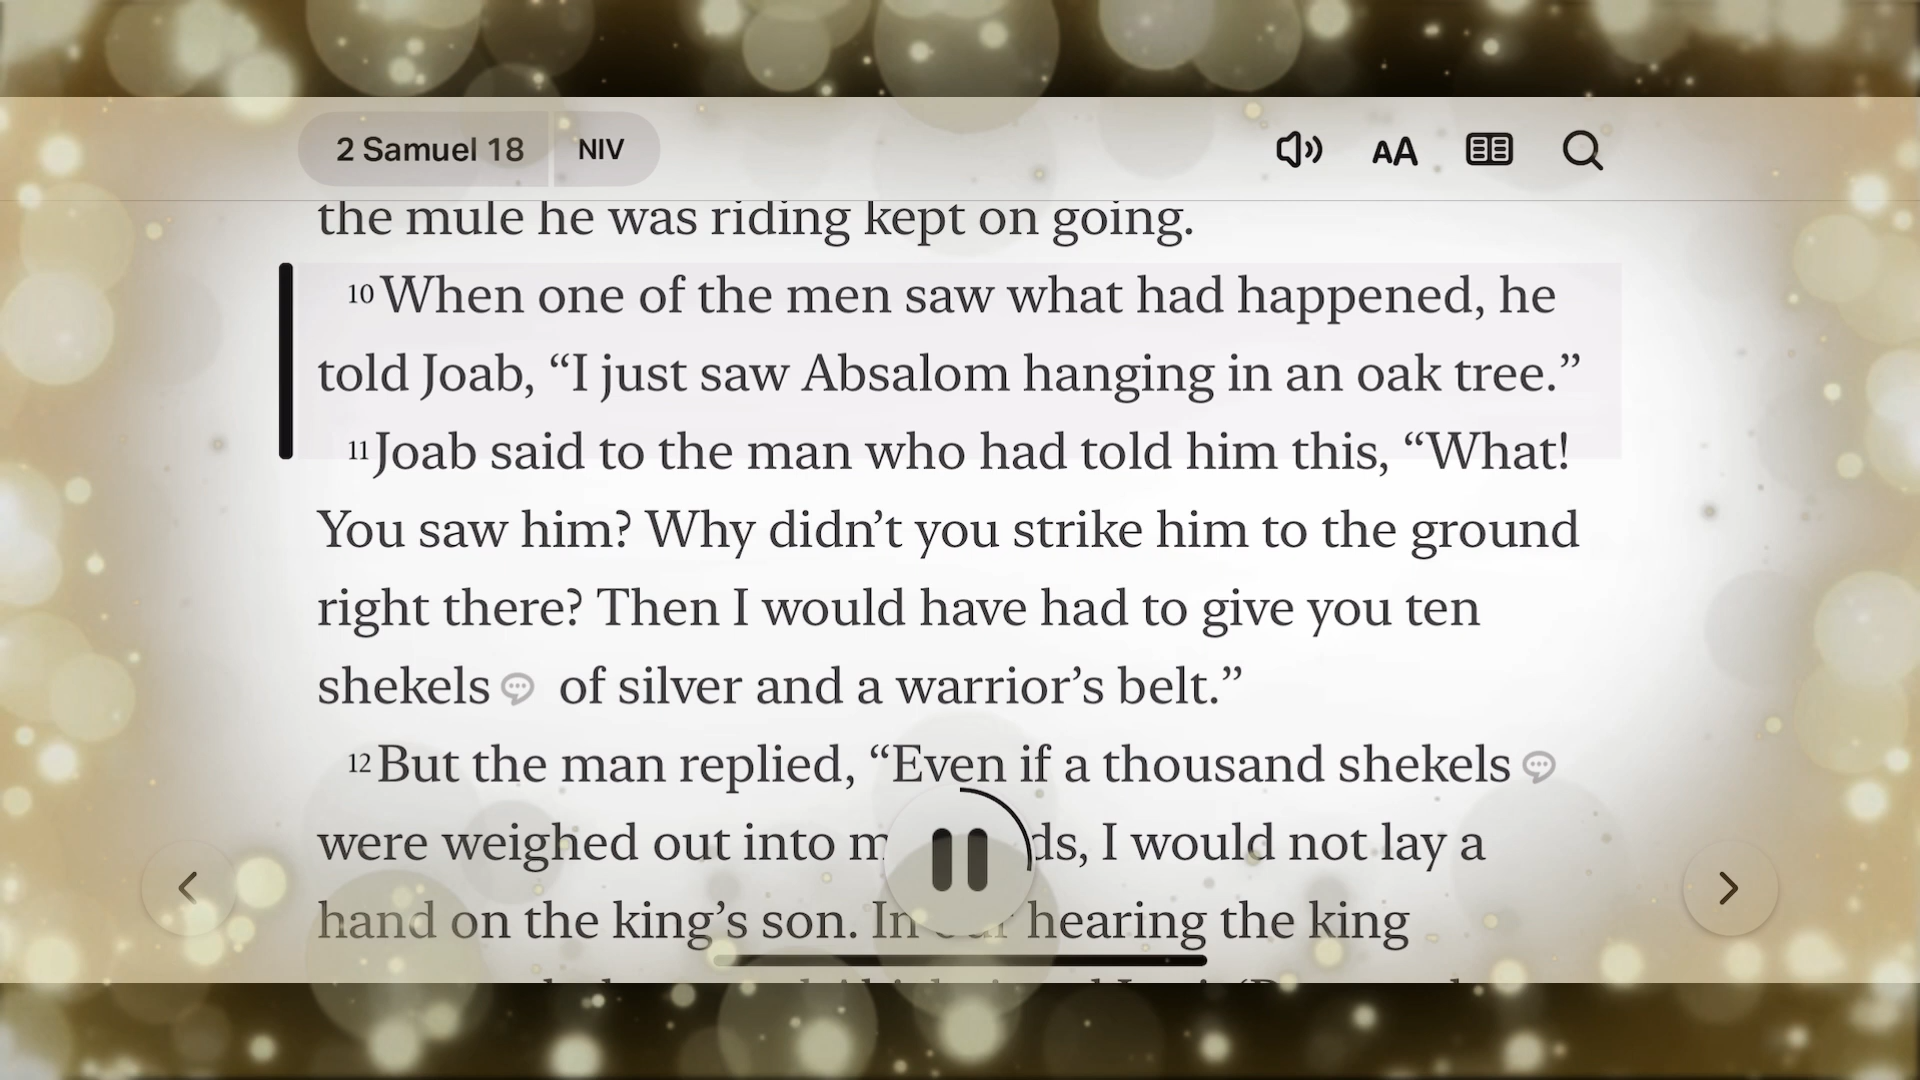 2 Samuel 18 NIV AA
the mule he was riding kept on going.
10 When one of the men saw what had happened, he
told Joab, “I just saw Absalom hanging in an oak tree.”
11 Joab said to the man who had told him this, “What!
You saw him? Why didn’t you strike him to the ground
right there? Then I would have had to give you ten
shekels of silver and a warrior’s belt.”
12 But the man replied, “Even if a thousand shekels
were weighed out into I would not lay a
hand on the king’s son. In our hearing the king